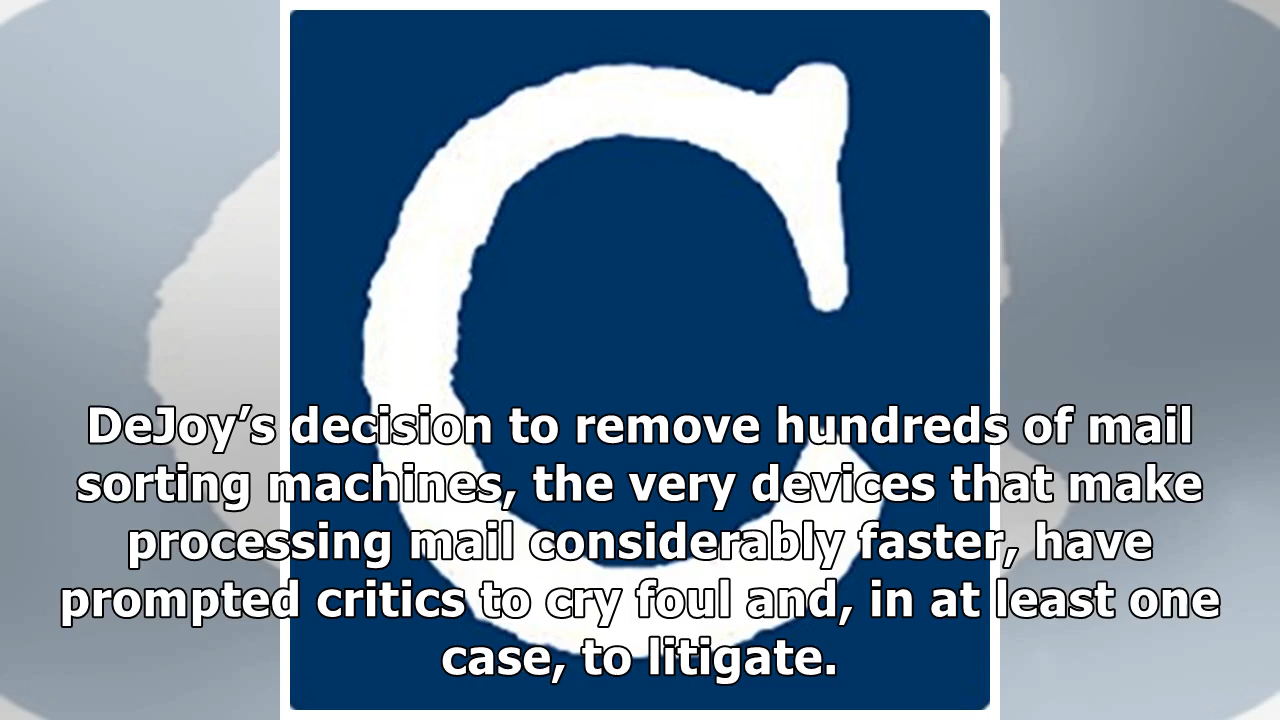 C
DeJoy’s decision to remove hundreds of mail
sorting machines, the very devices that make
processing mail considerably faster, have
prompted critics to cry foul and, in at least one
case, to litigate.